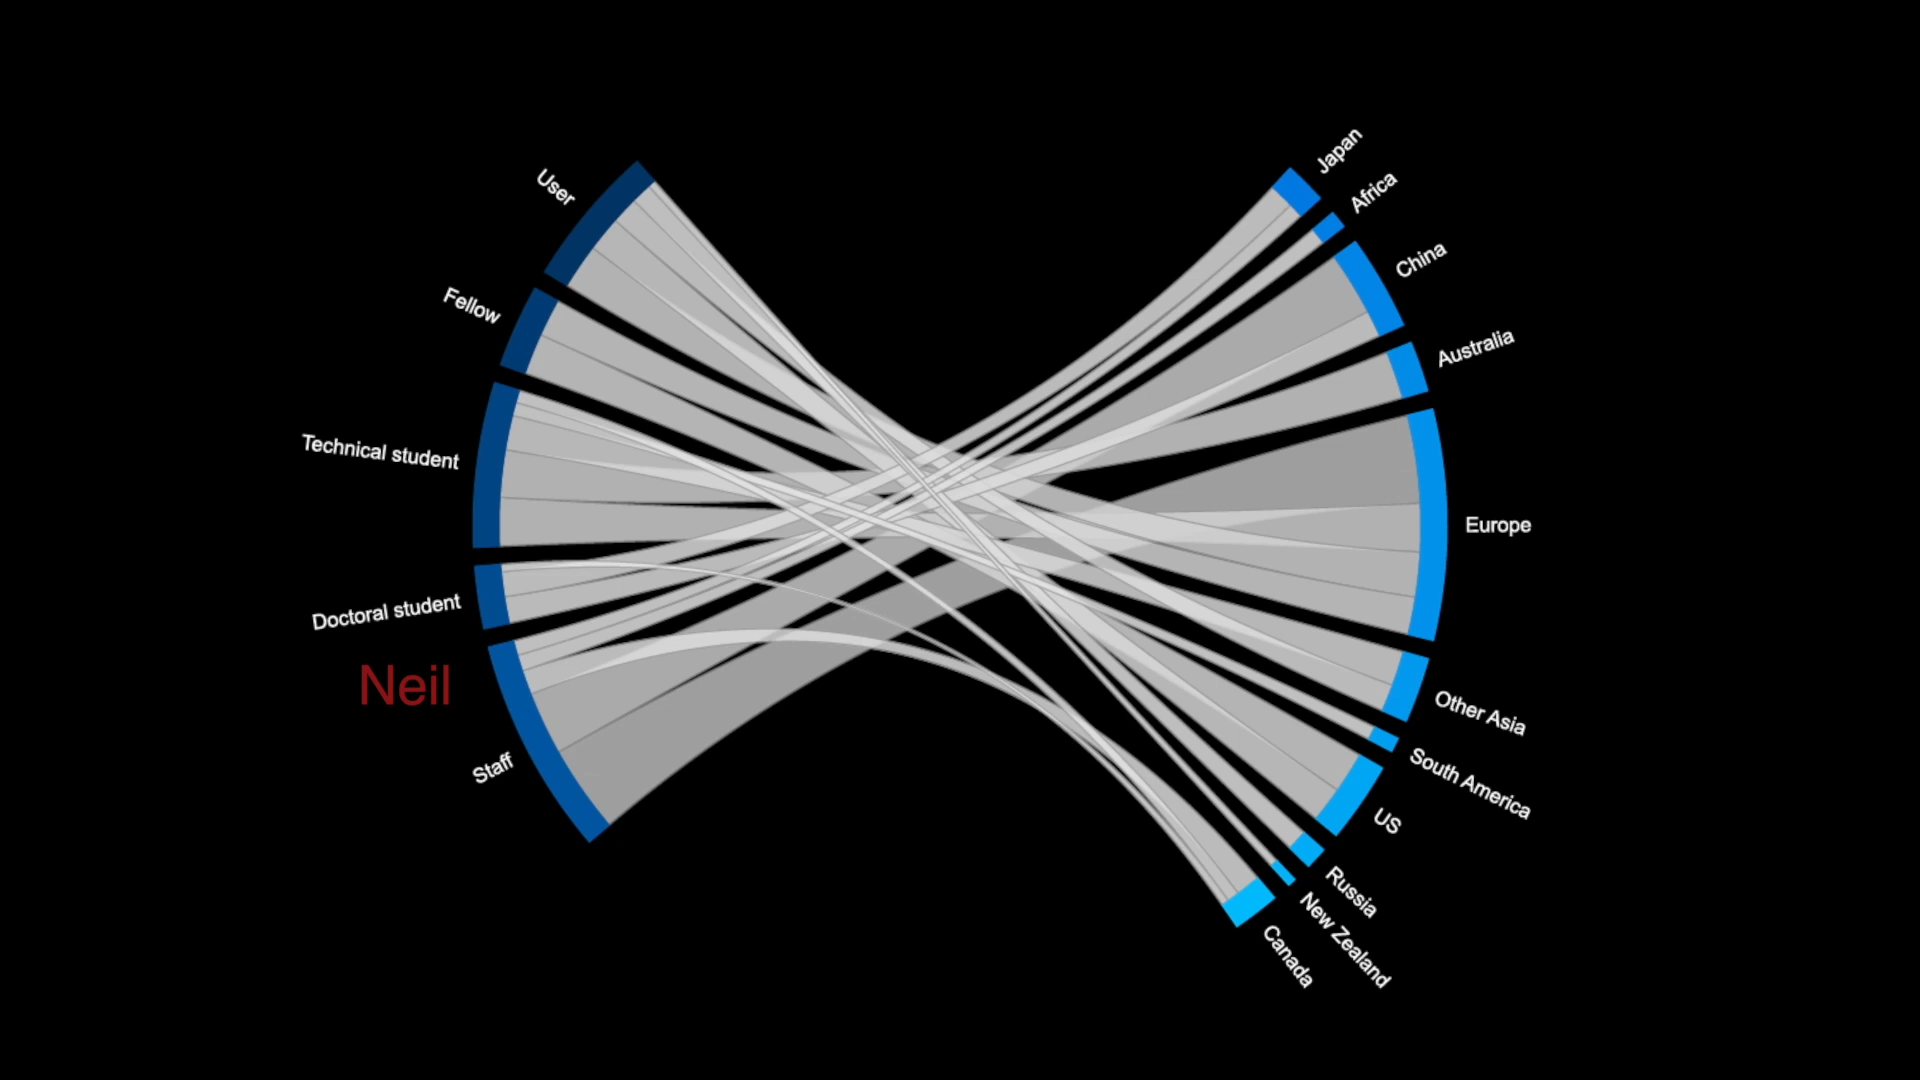 User
Fellow
Technical student
Doctoral student
Neil
Staff
Japan
Africa
China
Australia
Europe
Other Asia
South America
US
Russia
New Zealand
Canada